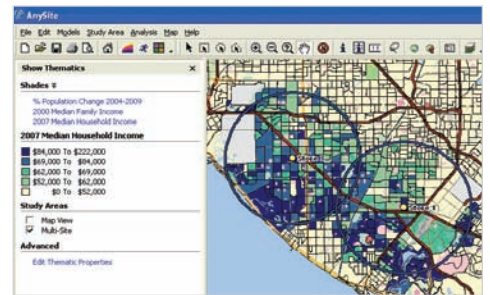 AnySite
File Edit Models Study Area Analysis Map Help
Show Thematics
Shades
% Population Change 2004-2009
2000 Median Family Income
2007 Median Household Income
2007 Median Household Income
$84,000 To $222,000
$69,000 To $84,000
$62,000 To $69,000
$52,000 To $62,000
$0 To $52,000
Study Areas
Map View
Multi-Site
Advanced
Edit Thematic Properties